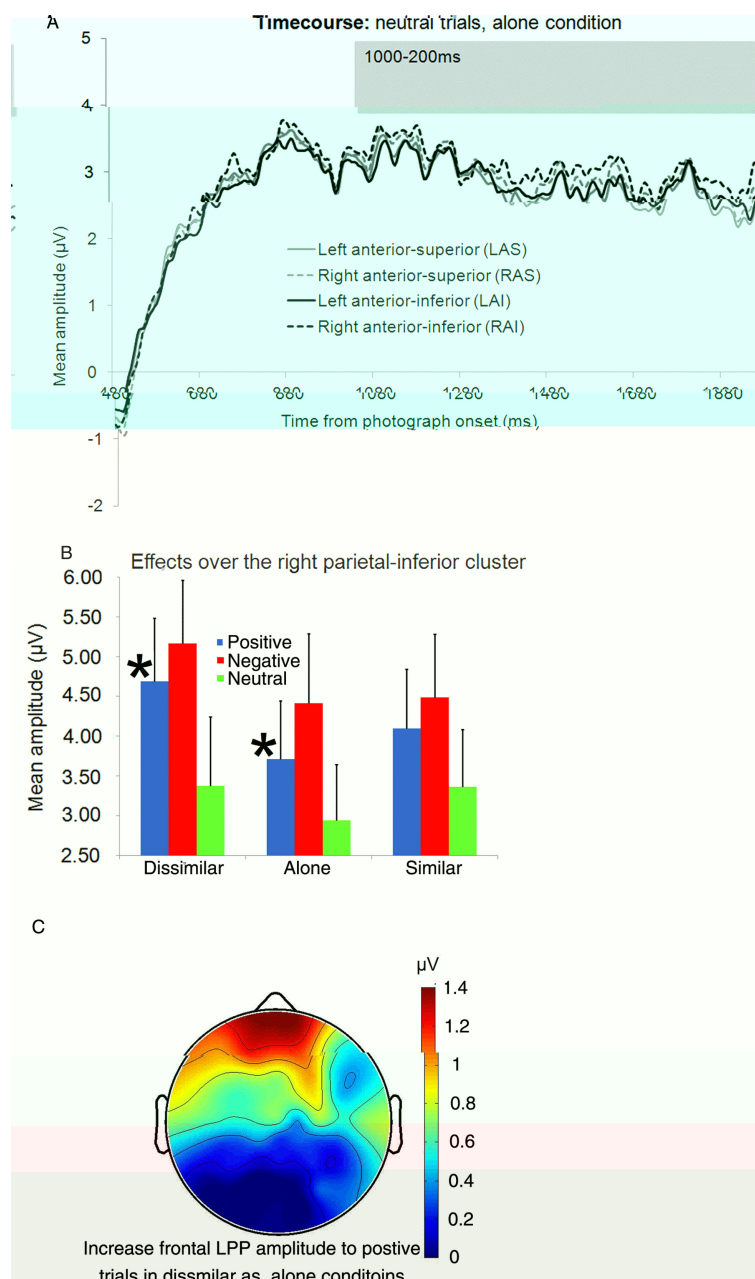 A
Timecourse: neutral trials, alone condition
5
1000-200ms
4
3
2
1
0
-1
-2
Mean amplitude (µV)
Left anterior-superior (LAS)
Right anterior-superior (RAS)
Left anterior-inferior (LAI)
Right anterior-inferior (RAI)
480 680 880 1080 1280 1480 1680 1880
Time from photograph onset (ms)
B
Effects over the right parietal-inferior cluster
6.00
5.50
5.00
4.50
4.00
3.50
3.00
2.50
Mean amplitude (µV)
Positive
Negative
Neutral
*
*
Dissimilar Alone Similar
C
µV
1.4
1.2
1
0.8
0.6
0.4
0.2
0
Increase frontal LPP amplitude to postive
trials in dissmilar as. alone conditoins